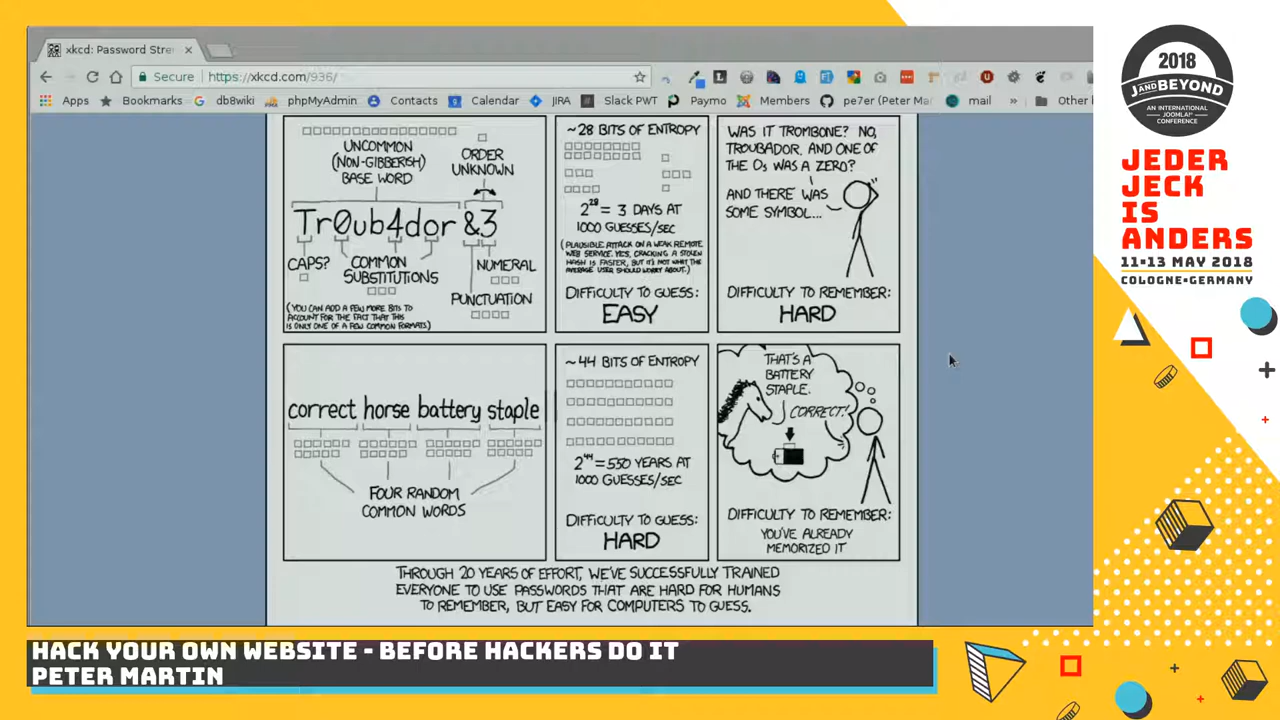 xkcd: Password Stre
Secure
https://xkcd.com/936/
Apps
Bookmarks
db8wiki
phpMyAdmin
Contacts
Calendar
JIRA
Slack PWT
Paymo
Members
pe7er (Peter Ma
mail
»
Other
UNCOMMON
(NON-GIBBERISH)
BASE WORD
ORDER
UNKNOWN
Tr0ub4dor &3
CAPS?
COMMON
SUBSTITUTIONS
NUMERAL
PUNCTUATION
(YOU CAN ADD A FEW MORE BITS TO
ACCOUNT FOR THE FACT THAT THIS
IS ONLY ONE OF A FEW COMMON FORMATS.)
~28 BITS OF ENTROPY
2²⁸ = 3 DAYS AT
1000 GUESSES/SEC
(PLAUSIBLE ATTACK ON A WEAK REMOTE
WEB SERVICE. YES, CRACKING A STOLEN
HASH IS FASTER, BUT IT'S NOT WHAT THE
AVERAGE USER SHOULD WORRY ABOUT.)
DIFFICULTY TO GUESS:
EASY
WAS IT TROMBONE? NO,
TROUBADOR. AND ONE OF
THE Os WAS A ZERO?
AND THERE WAS
SOME SYMBOL...
DIFFICULTY TO REMEMBER:
HARD
correct horse battery staple
FOUR RANDOM
COMMON WORDS
~44 BITS OF ENTROPY
2⁴⁴ = 550 YEARS AT
1000 GUESSES/SEC
DIFFICULTY TO GUESS:
HARD
THAT'S A
BATTERY
STAPLE.
CORRECT!
DIFFICULTY TO REMEMBER:
YOU'VE ALREADY
MEMORIZED IT
THROUGH 20 YEARS OF EFFORT, WE'VE SUCCESSFULLY TRAINED
EVERYONE TO USE PASSWORDS THAT ARE HARD FOR HUMANS
TO REMEMBER, BUT EASY FOR COMPUTERS TO GUESS.
2018
J AND BEYOND
AN INTERNATIONAL
JOOMLA!
CONFERENCE
JEDER
JECK
IS
ANDERS
11-13 MAY 2018
COLOGNE•GERMANY
HACK YOUR OWN WEBSITE - BEFORE HACKERS DO IT
PETER MARTIN